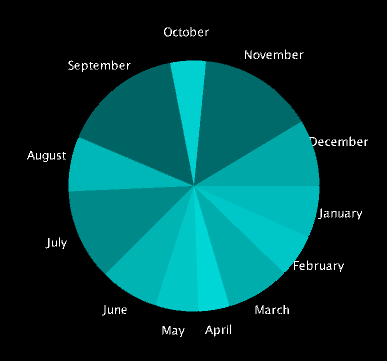 October
November
September
December
August
January
July
February
June
March
May
April